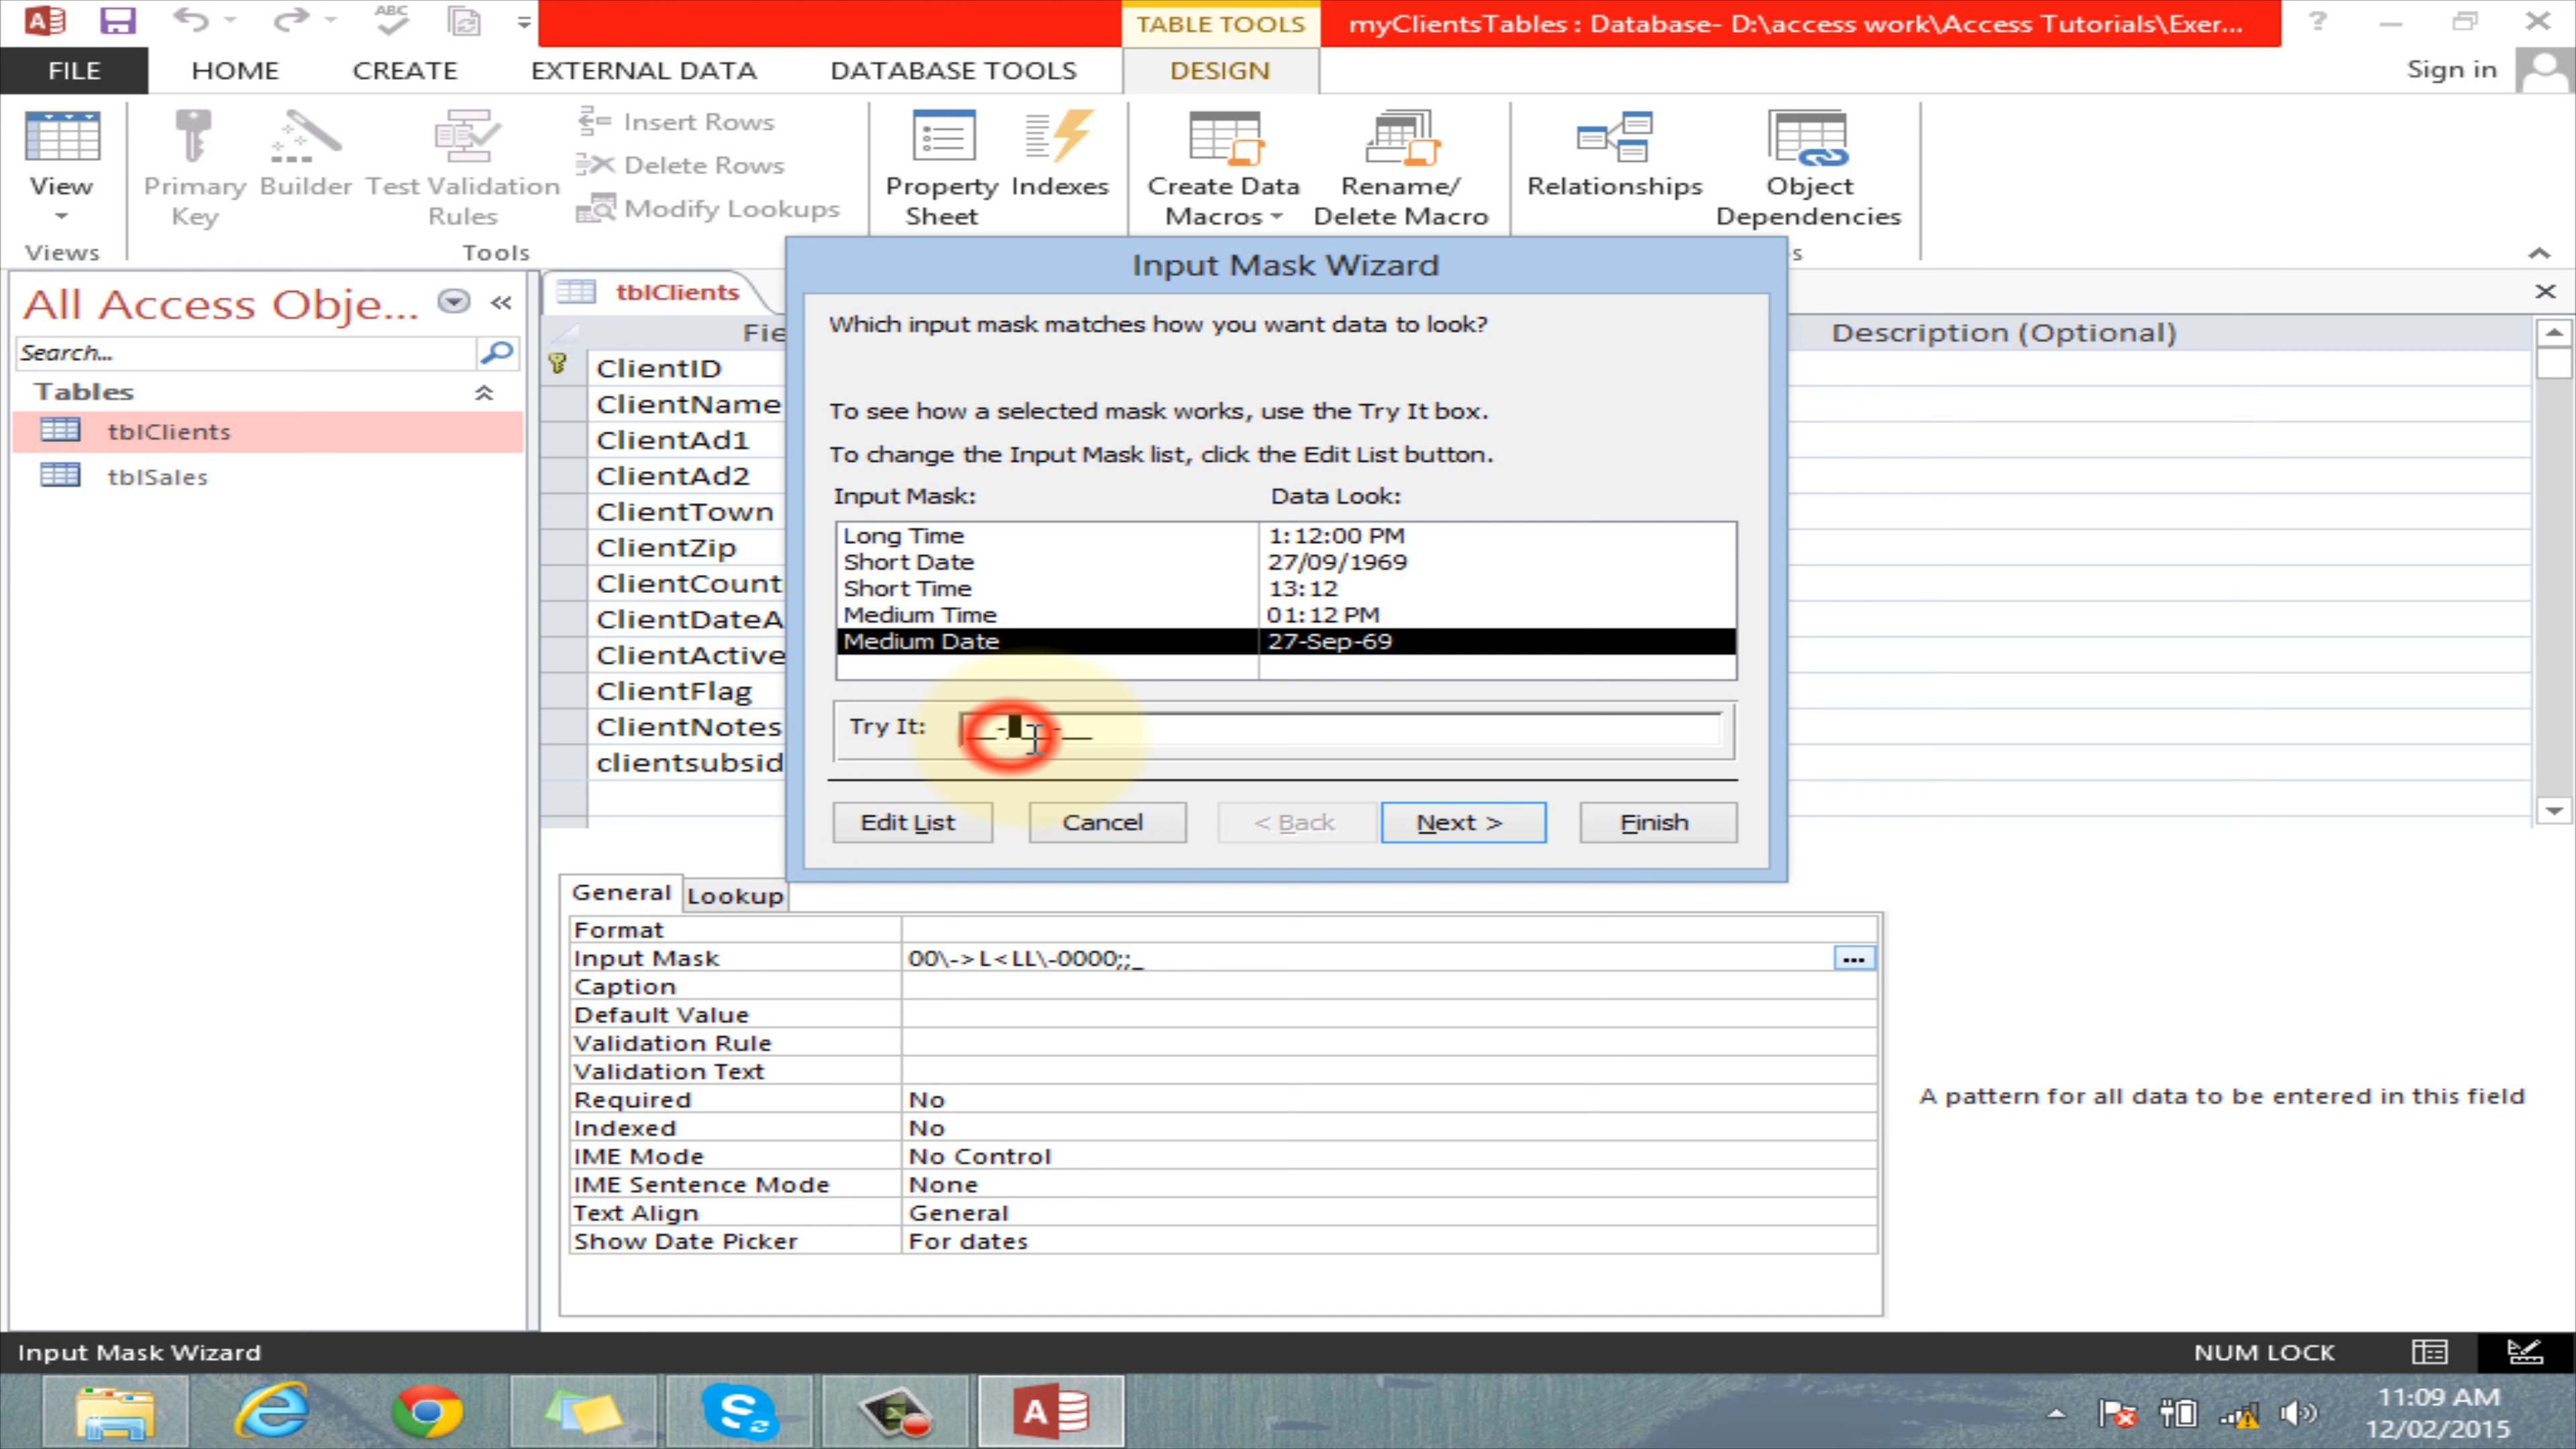 ABC
TABLE TOOLS
myClientsTables : Database- D:\access work\Access Tutorials\Exer...
?
FILE
HOME
CREATE
EXTERNAL DATA
DATABASE TOOLS
DESIGN
Sign in
View
Primary Key
Builder
Test Validation Rules
Insert Rows
Delete Rows
Modify Lookups
Property Sheet
Indexes
Create Data Macros
Rename/ Delete Macro
Relationships
Object Dependencies
Views
Tools
s
All Access Obje...
Search...
Tables
tblClients
tblSales
tblClients
Fie
Description (Optional)
ClientID
ClientName
ClientAd1
ClientAd2
ClientTown
ClientZip
ClientCount
ClientDateA
ClientActive
ClientFlag
ClientNotes
clientsubsid
Input Mask Wizard
Which input mask matches how you want data to look?
To see how a selected mask works, use the Try It box.
To change the Input Mask list, click the Edit List button.
Input Mask: Data Look:
Long Time 1:12:00 PM
Short Date 27/09/1969
Short Time 13:12
Medium Time 01:12 PM
Medium Date 27-Sep-69
Try It: __-___-__
Edit List
Cancel
< Back
Next >
Finish
General
Lookup
Format
Input Mask 00\->L<LL\-0000;;_
...
Caption
Default Value
Validation Rule
Validation Text
Required No
Indexed No
IME Mode No Control
IME Sentence Mode None
Text Align General
Show Date Picker For dates
A pattern for all data to be entered in this field
Input Mask Wizard
NUM LOCK
11:09 AM
12/02/2015